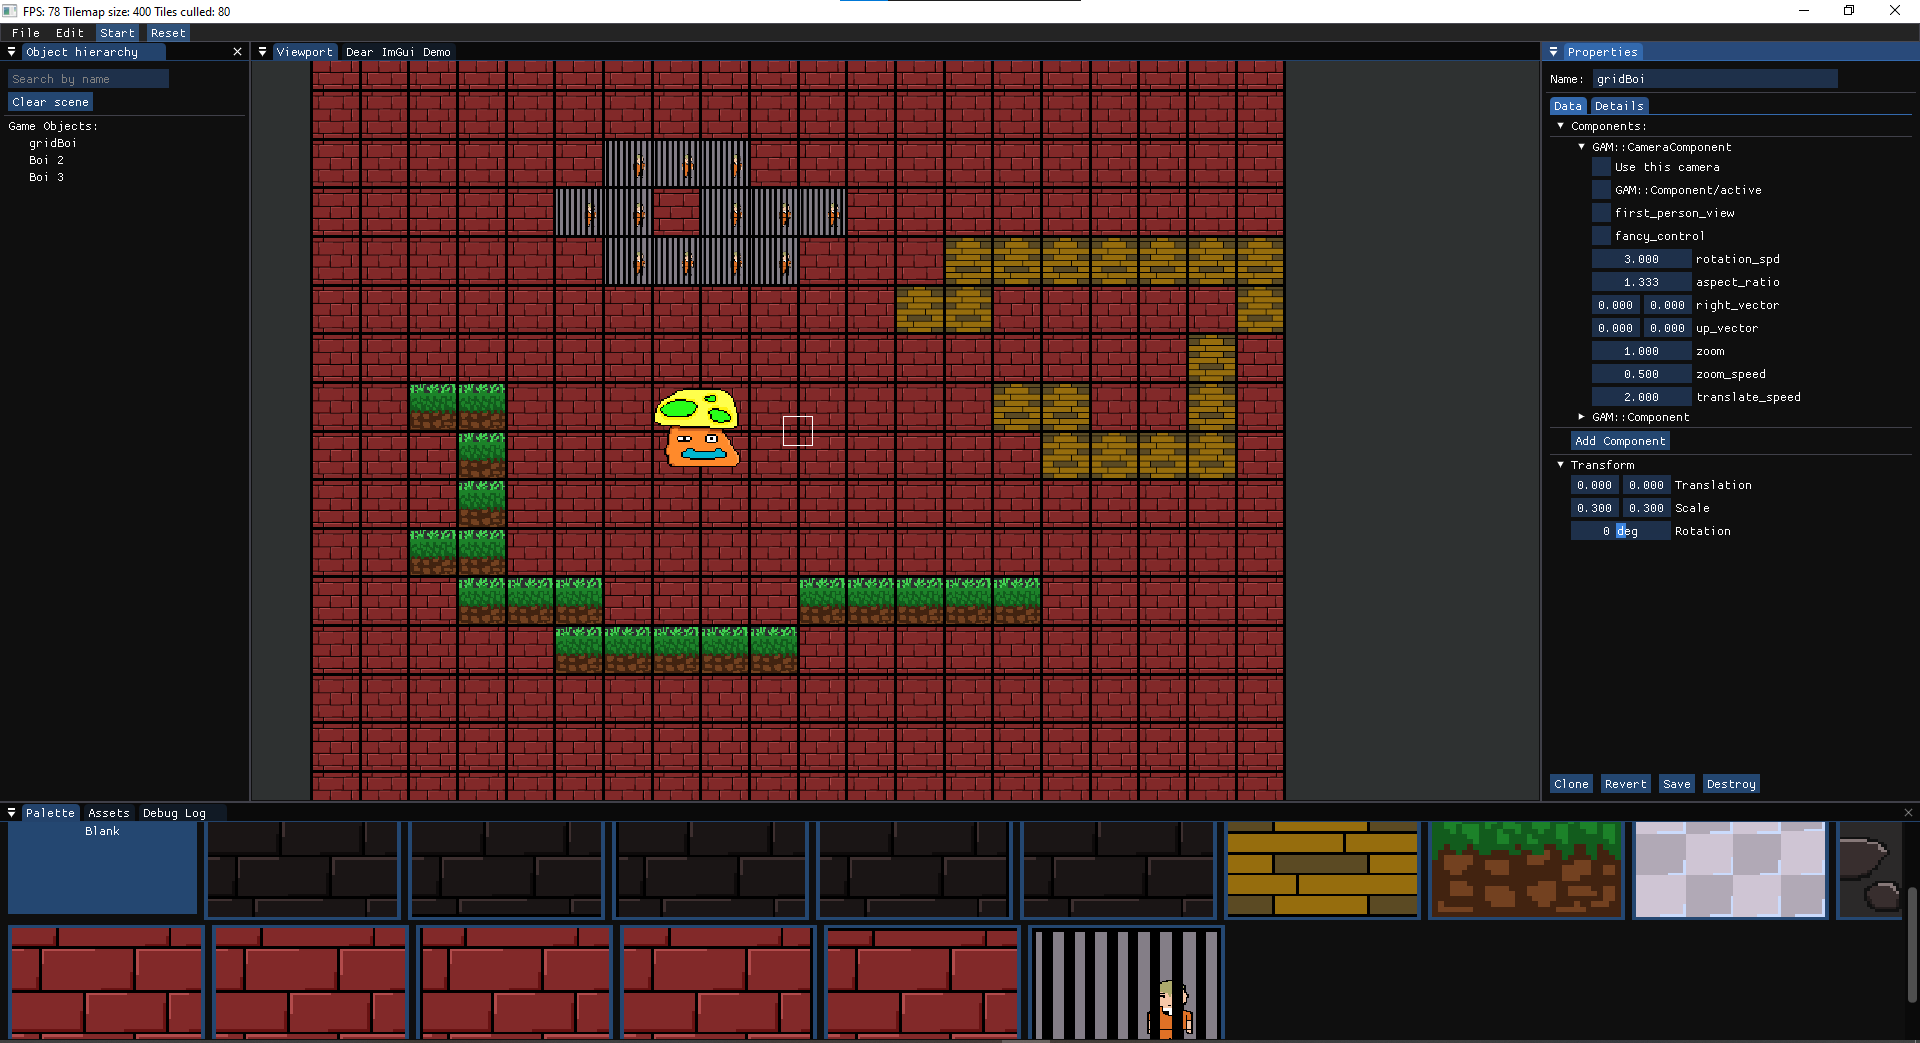 FPS: 78 Tilemap size: 400 Tiles culled: 80
File Edit Start Reset
Object hierarchy
Search by name
Clear scene
Game Objects:
gridBoi
Boi 2
Boi 3
Viewport Dear ImGui Demo
Properties
Name: gridBoi
Data Details
Components:
GAM::CameraComponent
Use this camera
GAM::Component/active
first_person_view
fancy_control
3.000 rotation_spd
1.333 aspect_ratio
0.000 0.000 right_vector
0.000 0.000 up_vector
1.000 zoom
0.500 zoom_speed
2.000 translate_speed
GAM::Component
Add Component
Transform
0.000 0.000 Translation
0.300 0.300 Scale
0 deg Rotation
Clone Revert Save Destroy
Palette Assets Debug Log
Blank